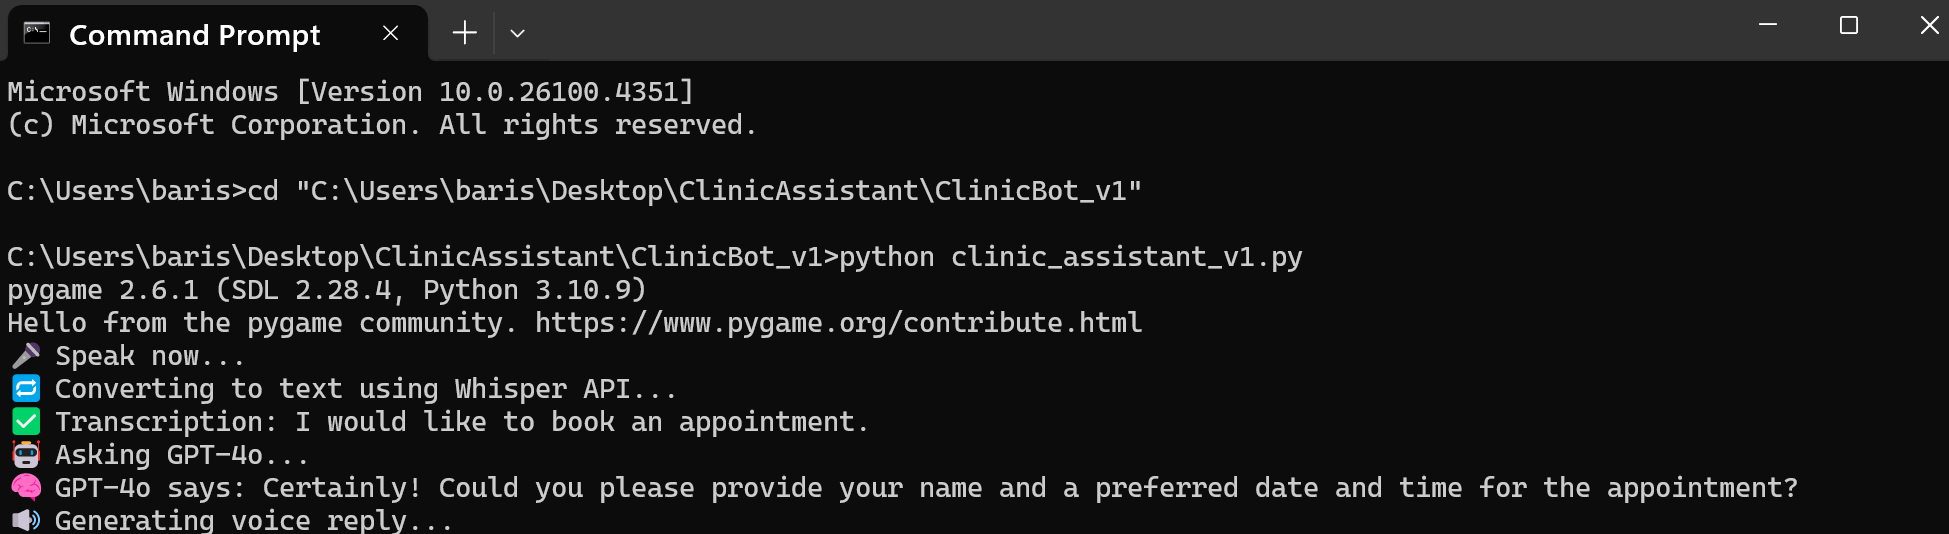 Command Prompt
Microsoft Windows [Version 10.0.26100.4351]
(c) Microsoft Corporation. All rights reserved.
C:\Users\baris>cd "C:\Users\baris\Desktop\ClinicAssistant\ClinicBot_v1"
C:\Users\baris\Desktop\ClinicAssistant\ClinicBot_v1>python clinic_assistant_v1.py
pygame 2.6.1 (SDL 2.28.4, Python 3.10.9)
Hello from the pygame community. https://www.pygame.org/contribute.html
🎤 Speak now...
🔁 Converting to text using Whisper API...
✅ Transcription: I would like to book an appointment.
🤖 Asking GPT-4o...
🧠 GPT-4o says: Certainly! Could you please provide your name and a preferred date and time for the appointment?
🔊 Generating voice reply...